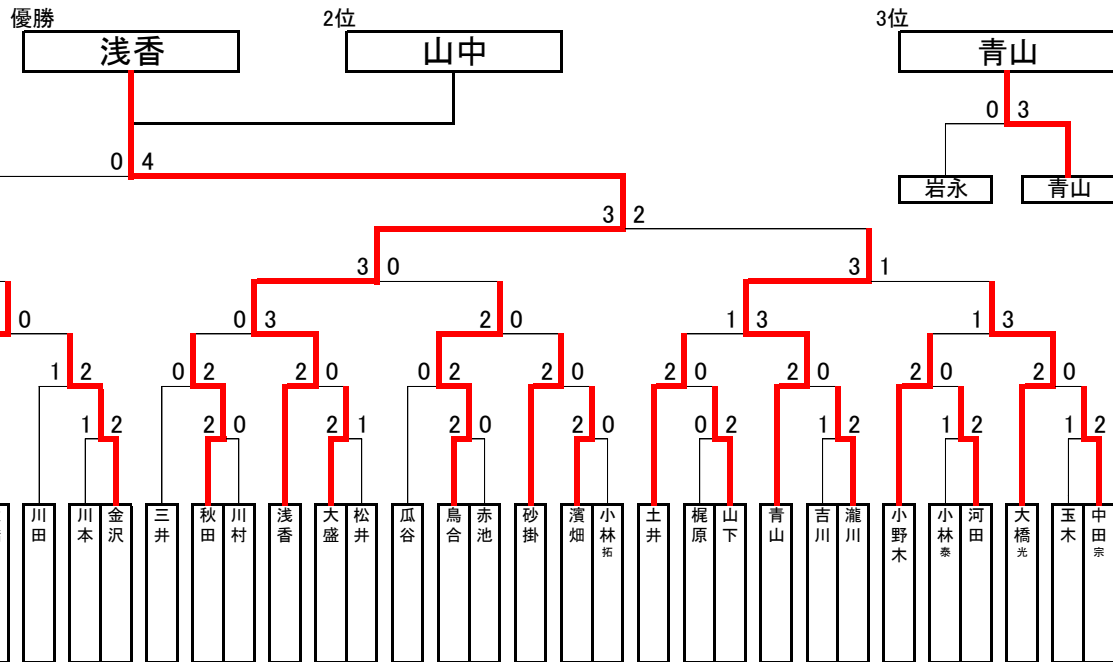 優勝
2位
3位
浅香
山中
青山
0 3
0 4
岩永
青山
3 2
3 0
3 1
0
0 3
2 0
1 3
1 3
1 2
0 2
2 0
0 2
2 0
2 0
2 0
2 0
2 0
1 2
2 0
2 1
2 0
2 0
0 2
1 2
1 2
1 2
川田
川本
金沢
三井
秋田
川村
浅香
大盛
松井
瓜谷
鳥合
赤池
砂掛
濱畑
小林拓
土井
梶原
山下
青山
吉川
瀧川
小野木
小林泰
河田
大橋光
玉木
中田宗